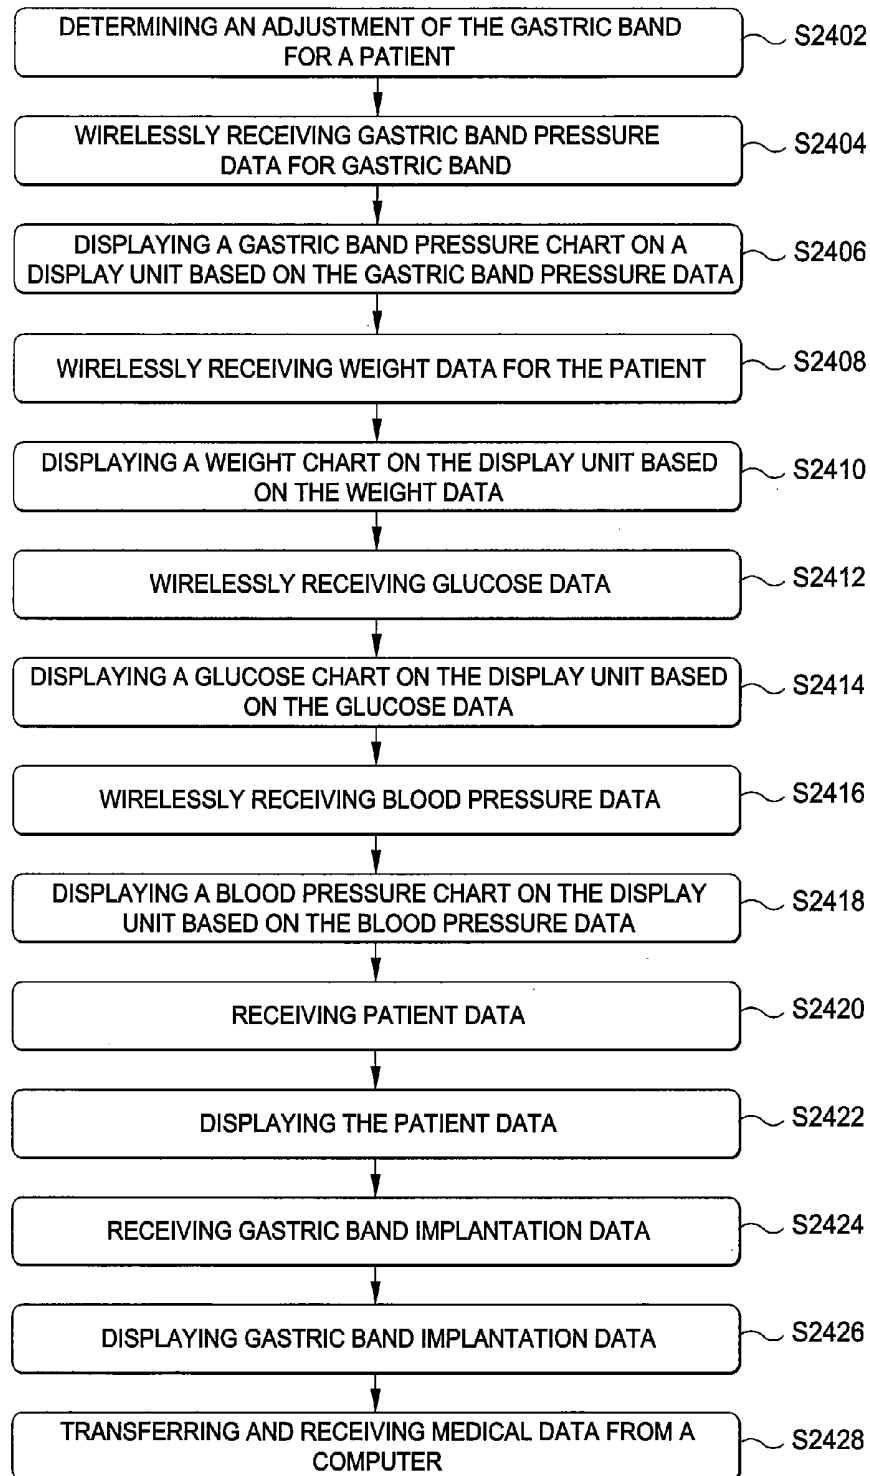 DETERMINING AN ADJUSTMENT OF THE GASTRIC BAND
FOR A PATIENT
S2402
WIRELESSLY RECEIVING GASTRIC BAND PRESSURE
DATA FOR GASTRIC BAND
S2404
DISPLAYING A GASTRIC BAND PRESSURE CHART ON A
DISPLAY UNIT BASED ON THE GASTRIC BAND PRESSURE DATA
S2406
WIRELESSLY RECEIVING WEIGHT DATA FOR THE PATIENT
S2408
DISPLAYING A WEIGHT CHART ON THE DISPLAY UNIT BASED
ON THE WEIGHT DATA
S2410
WIRELESSLY RECEIVING GLUCOSE DATA
S2412
DISPLAYING A GLUCOSE CHART ON THE DISPLAY UNIT BASED
ON THE GLUCOSE DATA
S2414
WIRELESSLY RECEIVING BLOOD PRESSURE DATA
S2416
DISPLAYING A BLOOD PRESSURE CHART ON THE DISPLAY
UNIT BASED ON THE BLOOD PRESSURE DATA
S2418
RECEIVING PATIENT DATA
S2420
DISPLAYING THE PATIENT DATA
S2422
RECEIVING GASTRIC BAND IMPLANTATION DATA
S2424
DISPLAYING GASTRIC BAND IMPLANTATION DATA
S2426
TRANSFERRING AND RECEIVING MEDICAL DATA FROM A
COMPUTER
S2428